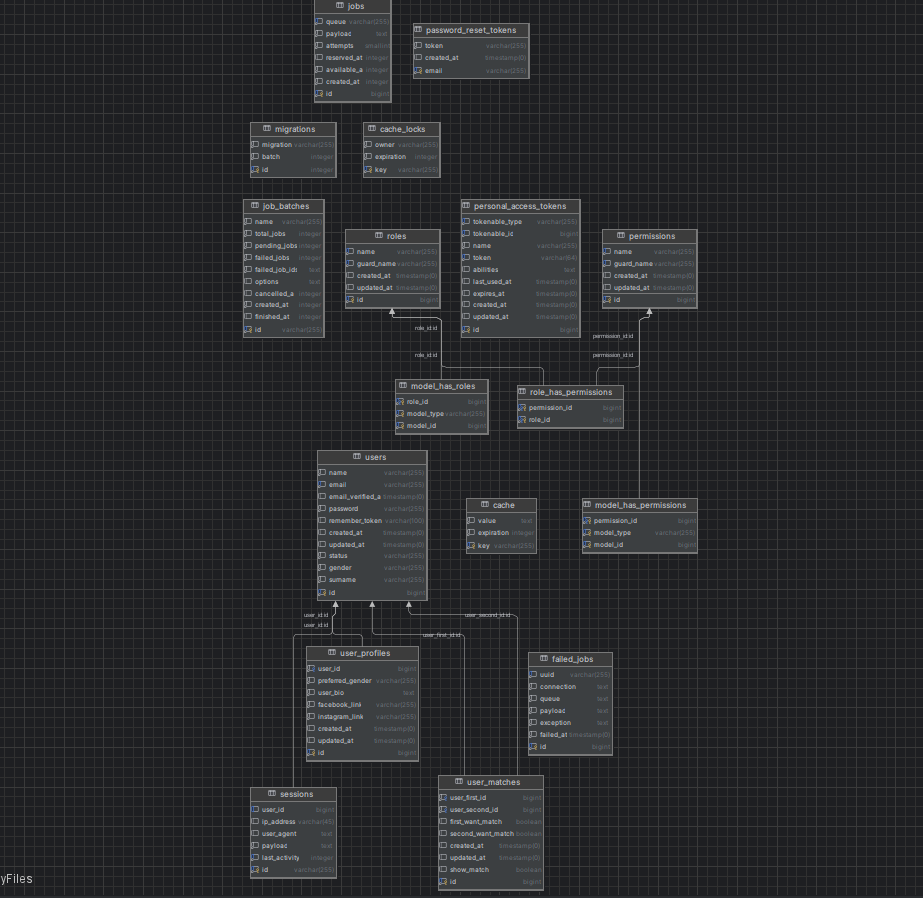 jobs
queue varchar(255)
payload text
attempts smallint
reserved_at integer
available_a integer
created_at integer
id bigint
password_reset_tokens
token varchar(255)
created_at timestamp(0)
email varchar(255)
migrations
migration varchar(255)
batch integer
id integer
cache_locks
owner varchar(255)
expiration integer
key varchar(255)
job_batches
name varchar(255)
total_jobs integer
pending_jobs integer
failed_jobs integer
failed_job_ids text
options text
cancelled_a integer
created_at integer
finished_at integer
id varchar(255)
roles
name varchar(255)
guard_name varchar(255)
created_at timestamp(0)
updated_at timestamp(0)
id bigint
personal_access_tokens
tokenable_type varchar(255)
tokenable_id bigint
name varchar(255)
token varchar(64)
abilities text
last_used_at timestamp(0)
expires_at timestamp(0)
created_at timestamp(0)
updated_at timestamp(0)
id bigint
permissions
name varchar(255)
guard_name varchar(255)
created_at timestamp(0)
updated_at timestamp(0)
id bigint
role_id:id
permission_id:id
role_id:id
permission_id:id
model_has_roles
role_id bigint
model_type varchar(255)
model_id bigint
role_has_permissions
permission_id bigint
role_id bigint
users
name varchar(255)
email varchar(255)
email_verified_a timestamp(0)
password varchar(255)
remember_token varchar(100)
created_at timestamp(0)
updated_at timestamp(0)
status varchar(255)
gender varchar(255)
surname varchar(255)
id bigint
cache
value text
expiration integer
key varchar(255)
model_has_permissions
permission_id bigint
model_type varchar(255)
model_id bigint
user_id:id
user_second_id:id
user_id:id
user_first_id:id
user_profiles
user_id bigint
preferred_gender varchar(255)
user_bio text
facebook_link varchar(255)
instagram_link varchar(255)
created_at timestamp(0)
updated_at timestamp(0)
id bigint
failed_jobs
uuid varchar(255)
connection text
queue text
payload text
exception text
failed_at timestamp(0)
id bigint
user_matches
user_first_id bigint
user_second_id bigint
first_want_match boolean
second_want_match boolean
created_at timestamp(0)
updated_at timestamp(0)
show_match boolean
id bigint
sessions
user_id bigint
ip_address varchar(45)
user_agent text
payload text
last_activity integer
id varchar(255)
yFiles